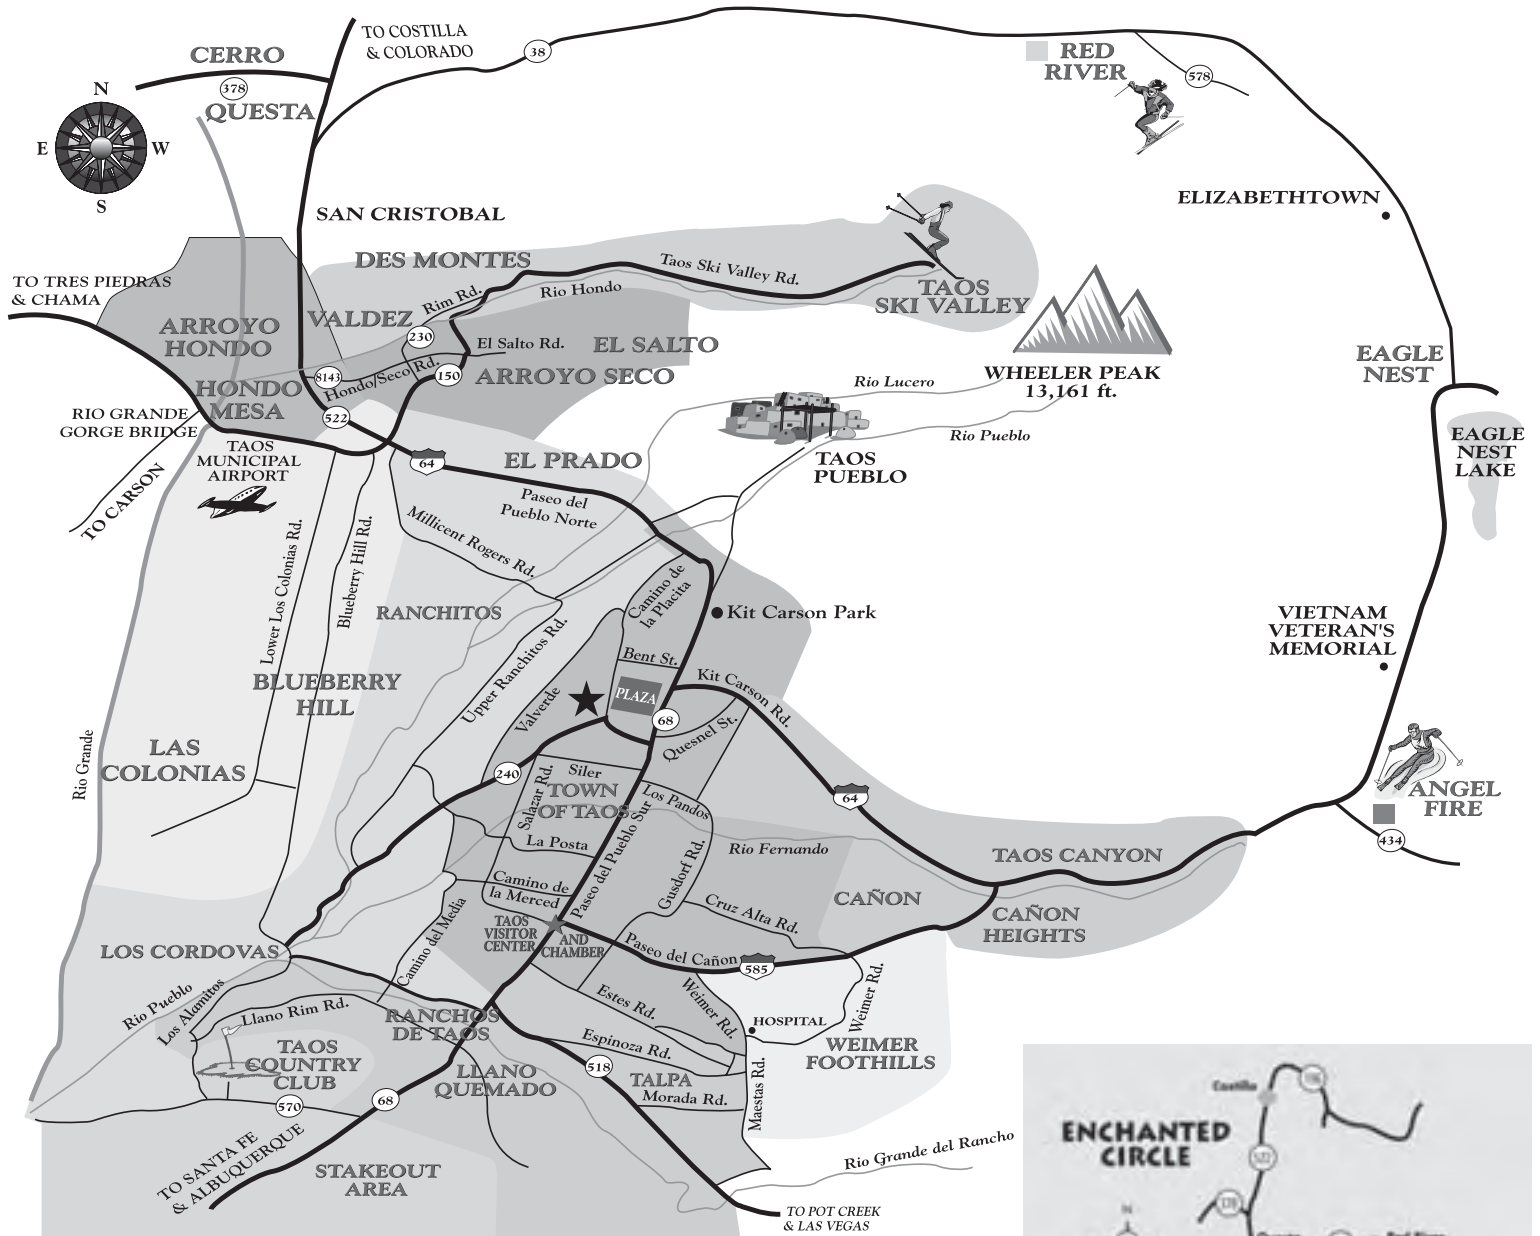 TO COSTILLA
& COLORADO
38
CERRO
378
QUESTA
N
E
W
S
RED
RIVER
578
ELIZABETHTOWN
SAN CRISTOBAL
DES MONTES
Taos Ski Valley Rd.
TAOS
SKI VALLEY
TO TRES PIEDRAS
& CHAMA
Rim Rd.
Rio Hondo
ARROYO
HONDO
VALDEZ
230
El Salto Rd.
EL SALTO
8143
Hondo/Seco Rd.
150
ARROYO SECO
WHEELER PEAK
13,161 ft.
EAGLE
NEST
HONDO
MESA
522
RIO GRANDE
GORGE BRIDGE
Rio Lucero
Rio Pueblo
EAGLE
NEST
LAKE
TAOS
MUNICIPAL
AIRPORT
64
EL PRADO
TAOS
PUEBLO
TO CARSON
Paseo del
Pueblo Norte
Millicent Rogers Rd.
Lower Los Colonias Rd.
Blueberry Hill Rd.
RANCHITOS
Camino de
la Placita
Kit Carson Park
VIETNAM
VETERAN'S
MEMORIAL
Upper Ranchitos Rd.
Bent St.
BLUEBERRY
HILL
Valverde
PLAZA
Kit Carson Rd.
68
Quesnel St.
Rio Grande
LAS
COLONIAS
240
Siler
Salazar Rd.
TOWN
OF TAOS
Los Pandos
64
ANGEL
FIRE
434
La Posta
Paseo del Pueblo Sur
Rio Fernando
TAOS CANYON
Gusdorf Rd.
Camino de
la Merced
CAÑON
Cruz Alta Rd.
CAÑON
HEIGHTS
Camino del Media
TAOS
VISITOR
CENTER
AND
CHAMBER
Paseo del Cañon
585
LOS CORDOVAS
Rio Pueblo
Los Alamitos
Llano Rim Rd.
RANCHOS
DE TAOS
Estes Rd.
Weimer Rd.
Weimer Rd.
HOSPITAL
WEIMER
FOOTHILLS
Espinoza Rd.
TAOS
COUNTRY
CLUB
LLANO
QUEMADO
518
TALPA
Morada Rd.
Maestas Rd.
570
68
TO SANTA FE
& ALBUQUERQUE
STAKEOUT
AREA
Rio Grande del Rancho
TO POT CREEK
& LAS VEGAS
Costilla
ENCHANTED
CIRCLE
522
378
N